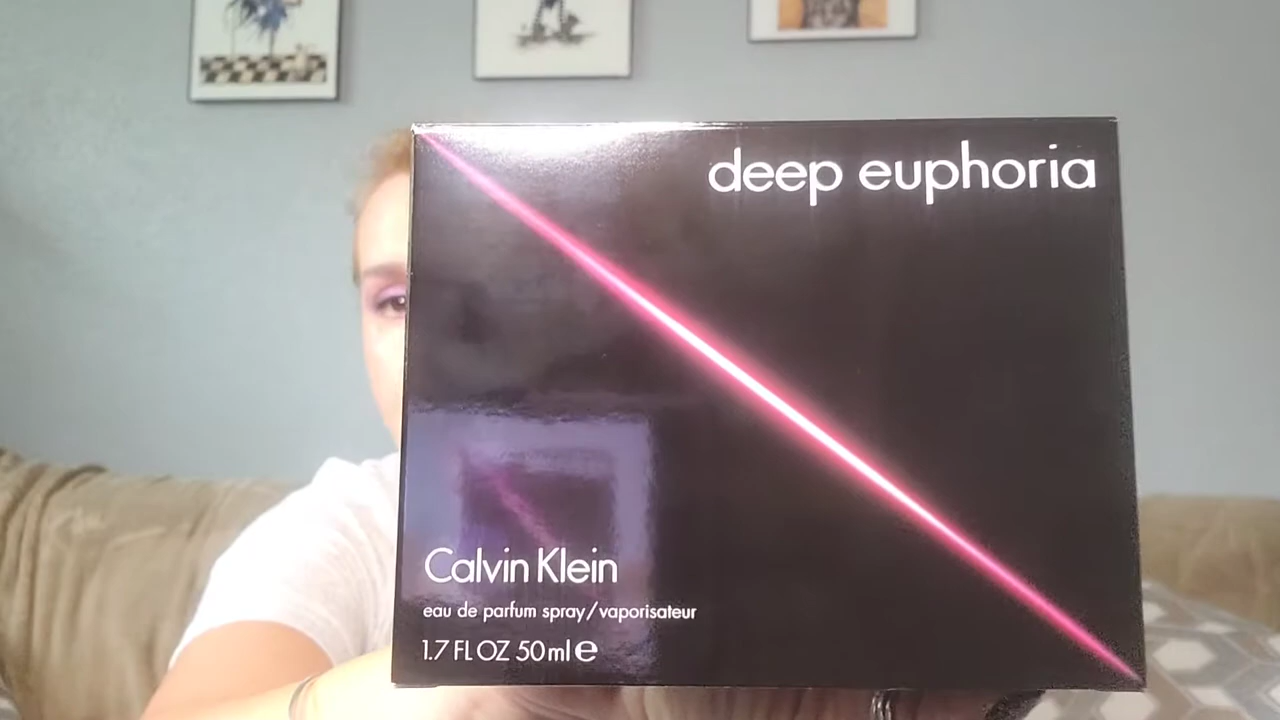 deep euphoria
Calvin Klein
eau de parfum spray/vaporisateur
1.7 FL OZ 50 ml e